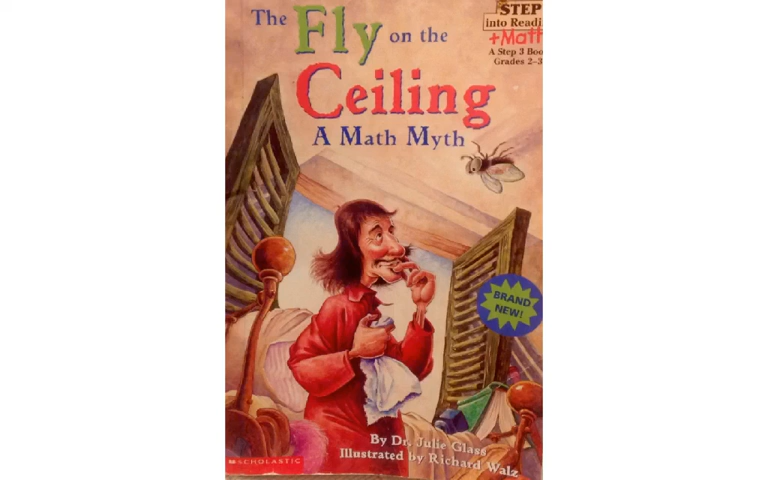 The Fly on the
Ceiling
A Math Myth
STEP
into Readi
+Math
A Step 3 Boo
Grades 2-3
BRAND
NEW!
By Dr. Julie Glass
Illustrated by Richard Walz
SCHOLASTIC